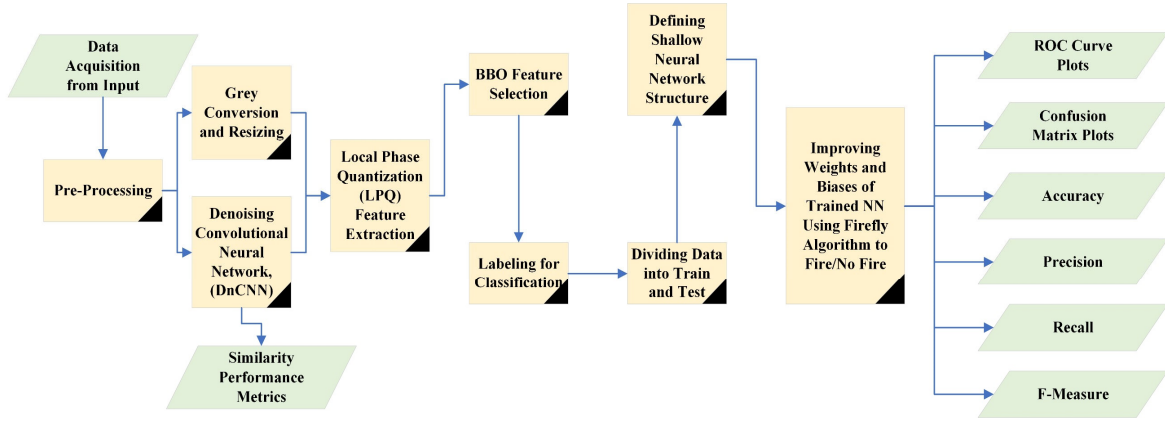 Data
Acquisition
from Input
Pre-Processing
Grey
Conversion
and Resizing
Denoising
Convolutional
Neural
Network,
(DnCNN)
Similarity
Performance
Metrics
Local Phase
Quantization
(LPQ)
Feature
Extraction
BBO Feature
Selection
Labeling for
Classification
Dividing Data
into Train
and Test
Defining
Shallow
Neural
Network
Structure
Improving
Weights and
Biases of
Trained NN
Using Firefly
Algorithm to
Fire/No Fire
ROC Curve
Plots
Confusion
Matrix Plots
Accuracy
Precision
Recall
F-Measure